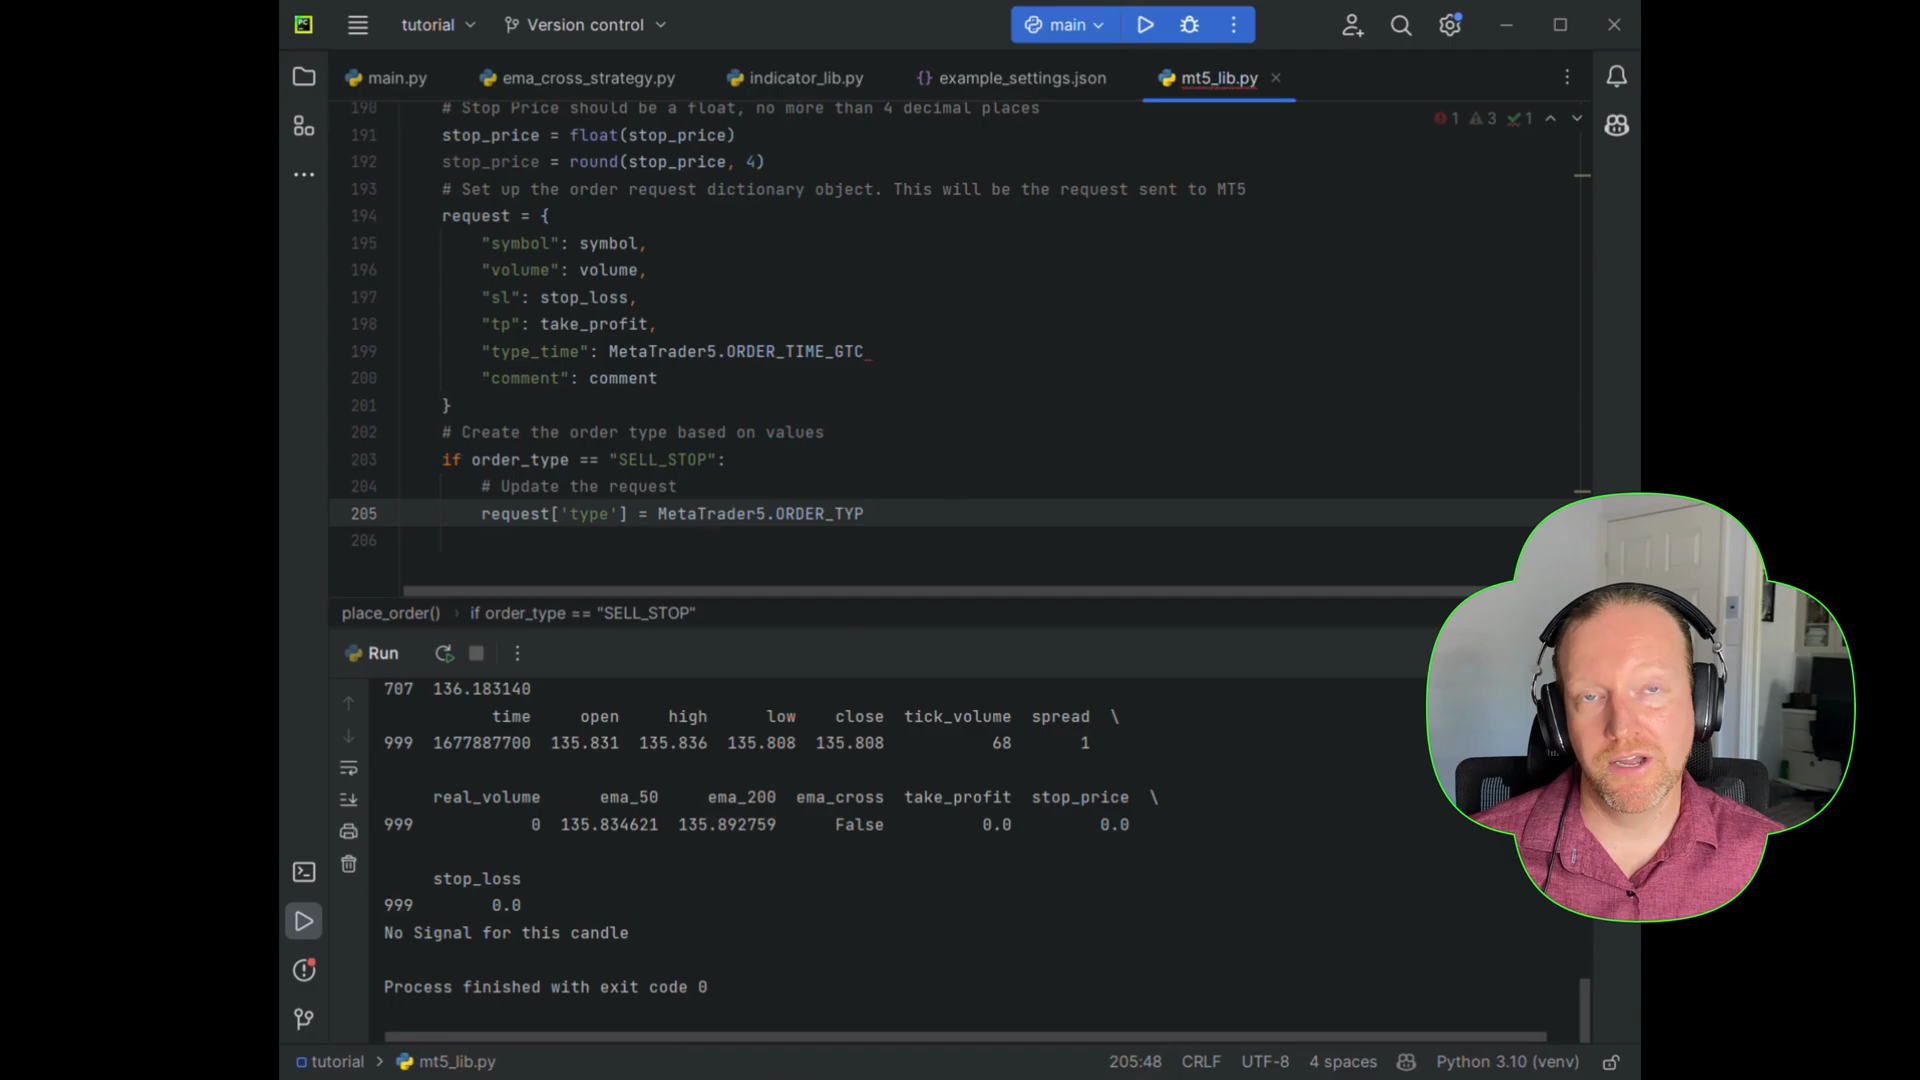 PC
tutorial
Version control
main
main.py
ema_cross_strategy.py
indicator_lib.py
{} example_settings.json
mt5_lib.py
1 3 1
190 # Stop Price should be a float, no more than 4 decimal places
191 stop_price = float(stop_price)
192 stop_price = round(stop_price, 4)
193 # Set up the order request dictionary object. This will be the request sent to MT5
194 request = {
195 "symbol": symbol,
196 "volume": volume,
197 "sl": stop_loss,
198 "tp": take_profit,
199 "type_time": MetaTrader5.ORDER_TIME_GTC
200 "comment": comment
201 }
202 # Create the order type based on values
203 if order_type == "SELL_STOP":
204 # Update the request
205 request['type'] = MetaTrader5.ORDER_TYP
206
place_order() › if order_type == "SELL_STOP"
Run
707 136.183140
time open high low close tick_volume spread \
999 1677887700 135.831 135.836 135.808 135.808 68 1
real_volume ema_50 ema_200 ema_cross take_profit stop_price \
999 0 135.834621 135.892759 False 0.0 0.0
stop_loss
999 0.0
No Signal for this candle
Process finished with exit code 0
tutorial > mt5_lib.py
205:48 CRLF UTF-8 4 spaces Python 3.10 (venv)